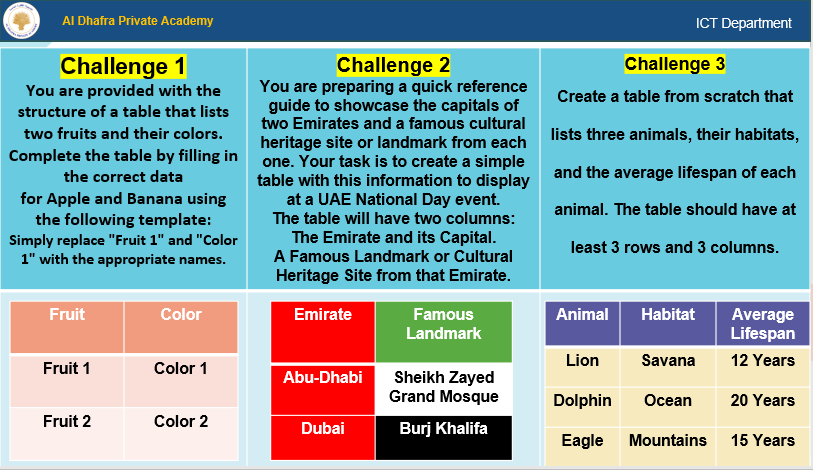 Al Dhafra Private Academy
ICT Department
Challenge 1
You are provided with the
structure of a table that lists
two fruits and their colors.
Complete the table by filling in
the correct data
for Apple and Banana using
the following template:
Simply replace "Fruit 1" and "Color
1" with the appropriate names.
Challenge 2
You are preparing a quick reference
guide to showcase the capitals of
two Emirates and a famous cultural
heritage site or landmark from each
one. Your task is to create a simple
table with this information to display
at a UAE National Day event.
The table will have two columns:
The Emirate and its Capital.
A Famous Landmark or Cultural
Heritage Site from that Emirate.
Challenge 3
Create a table from scratch that
lists three animals, their habitats,
and the average lifespan of each
animal. The table should have at
least 3 rows and 3 columns.
Fruit Color
Fruit 1 Color 1
Fruit 2 Color 2
Emirate Famous
Landmark
Abu-Dhabi Sheikh Zayed
Grand Mosque
Dubai Burj Khalifa
Animal Habitat Average
Lifespan
Lion Savana 12 Years
Dolphin Ocean 20 Years
Eagle Mountains 15 Years